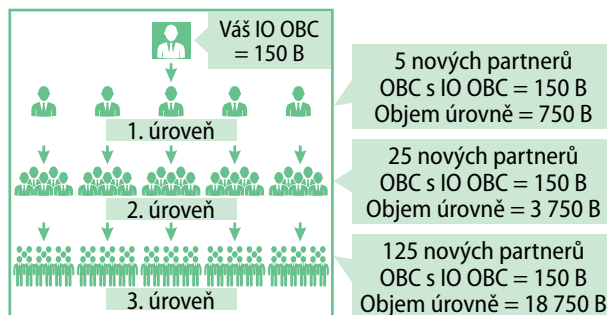 Váš IO OBC
= 150 B
5 nových partnerů
OBC s IO OBC = 150 B
Objem úrovně = 750 B
1. úroveň
25 nových partnerů
OBC s IO OBC = 150 B
Objem úrovně = 3 750 B
2. úroveň
125 nových partnerů
OBC s IO OBC = 150 B
Objem úrovně = 18 750 B
3. úroveň